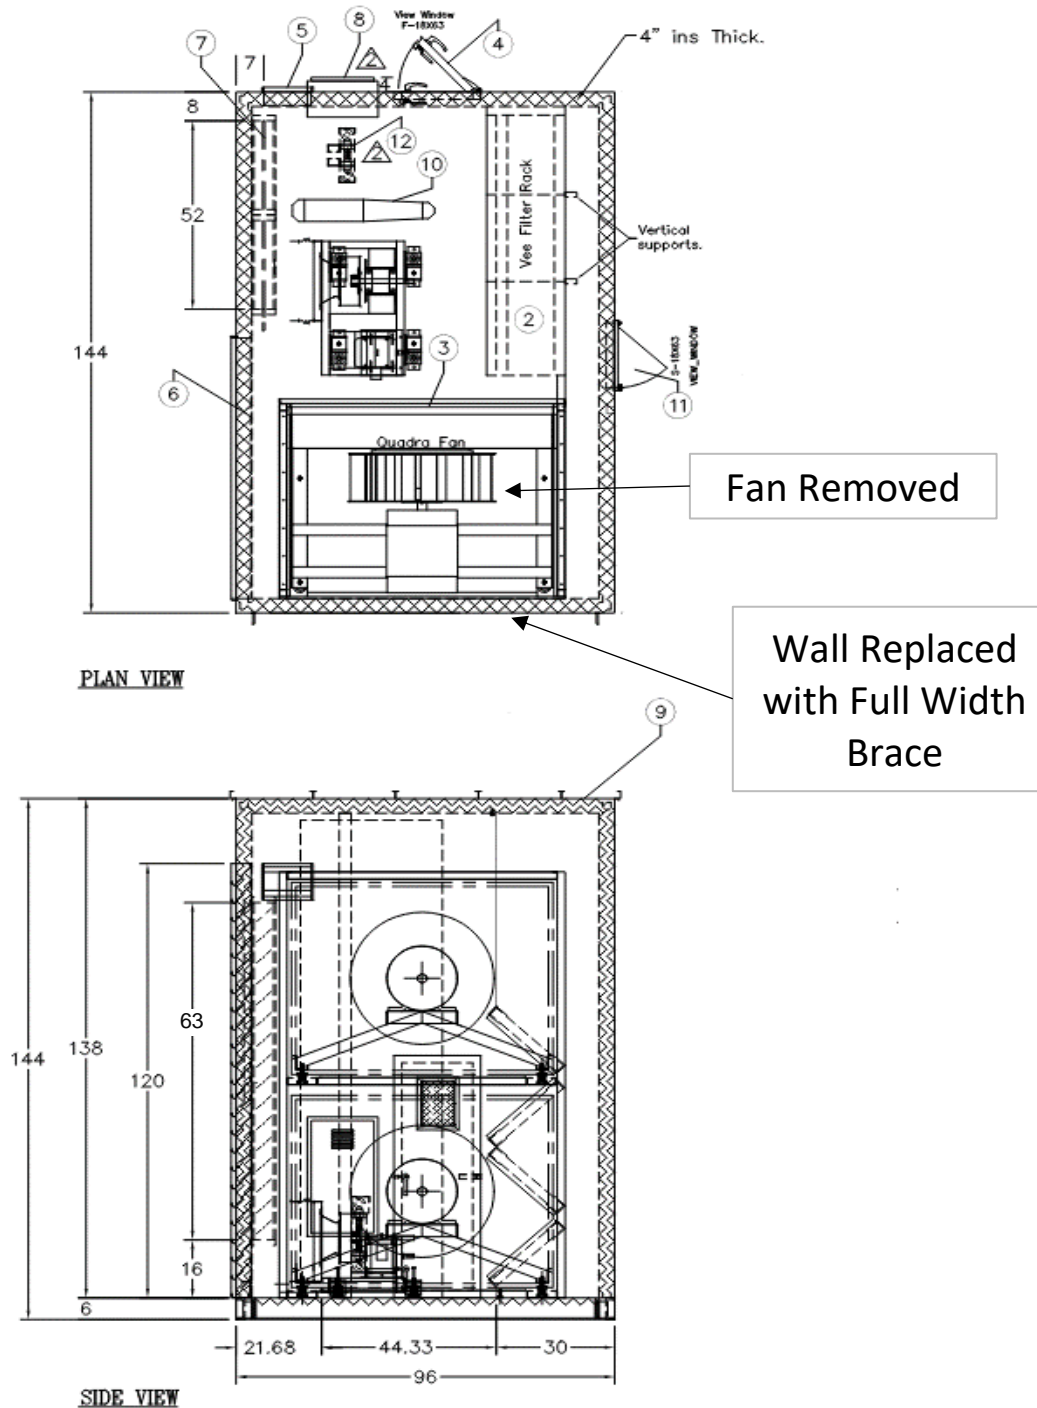 View Window
F-18X63
8
5
7
4
2
4" ins Thick.
7
4
8
12
2
10
52
Vee Filter Rack
Vertical
supports.
2
144
3
S-18X63
VIEW_WINDOW
6
11
Quadra Fan
Fan Removed
Wall Replaced
with Full Width
Brace
PLAN VIEW
9
63
144
138
120
16
6
21.68
44.33
30
96
SIDE VIEW